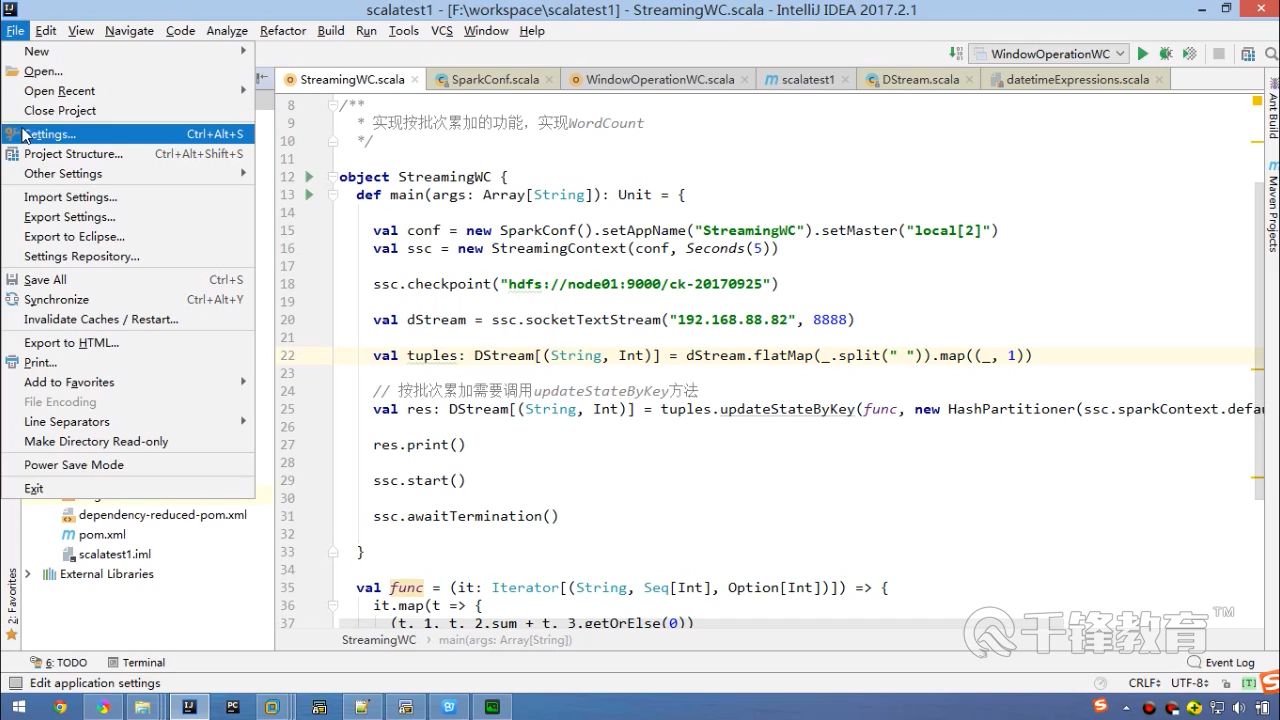 scalatest1 - [F:\workspace\scalatest1] - StreamingWC.scala - IntelliJ IDEA 2017.2.1
File Edit View Navigate Code Analyze Refactor Build Run Tools VCS Window Help
WindowOperationWC
New
Open...
Open Recent
Close Project
Settings... Ctrl+Alt+S
Project Structure... Ctrl+Alt+Shift+S
Other Settings
Import Settings...
Export Settings...
Export to Eclipse...
Settings Repository...
Save All Ctrl+S
Synchronize Ctrl+Alt+Y
Invalidate Caches / Restart...
Export to HTML...
Print...
Add to Favorites
File Encoding
Line Separators
Make Directory Read-only
Power Save Mode
Exit
dependency-reduced-pom.xml
pom.xml
scalatest1.iml
External Libraries
StreamingWC.scala SparkConf.scala WindowOperationWC.scala scalatest1 DStream.scala datetimeExpressions.scala
8 /**
9 * 实现按批次累加的功能，实现WordCount
10 */
11
12 object StreamingWC {
13 def main(args: Array[String]): Unit = {
14
15 val conf = new SparkConf().setAppName("StreamingWC").setMaster("local[2]")
16 val ssc = new StreamingContext(conf, Seconds(5))
17
18 ssc.checkpoint("hdfs://node01:9000/ck-20170925")
19
20 val dStream = ssc.socketTextStream("192.168.88.82", 8888)
21
22 val tuples: DStream[(String, Int)] = dStream.flatMap(_.split(" ")).map((_, 1))
23
24 // 按批次累加需要调用updateStateByKey方法
25 val res: DStream[(String, Int)] = tuples.updateStateByKey(func, new HashPartitioner(ssc.sparkContext.defau
26
27 res.print()
28
29 ssc.start()
30
31 ssc.awaitTermination()
32
33 }
34
35 val func = (it: Iterator[(String, Seq[Int], Option[Int])]) => {
36 it.map(t => {
37 (t._1, t._2.sum + t._3.getOrElse(0))
StreamingWC main(args: Array[String])
Ant Build
Maven Projects
2: Favorites
千锋教育™
6: TODO Terminal Event Log
Edit application settings CRLF UTF-8